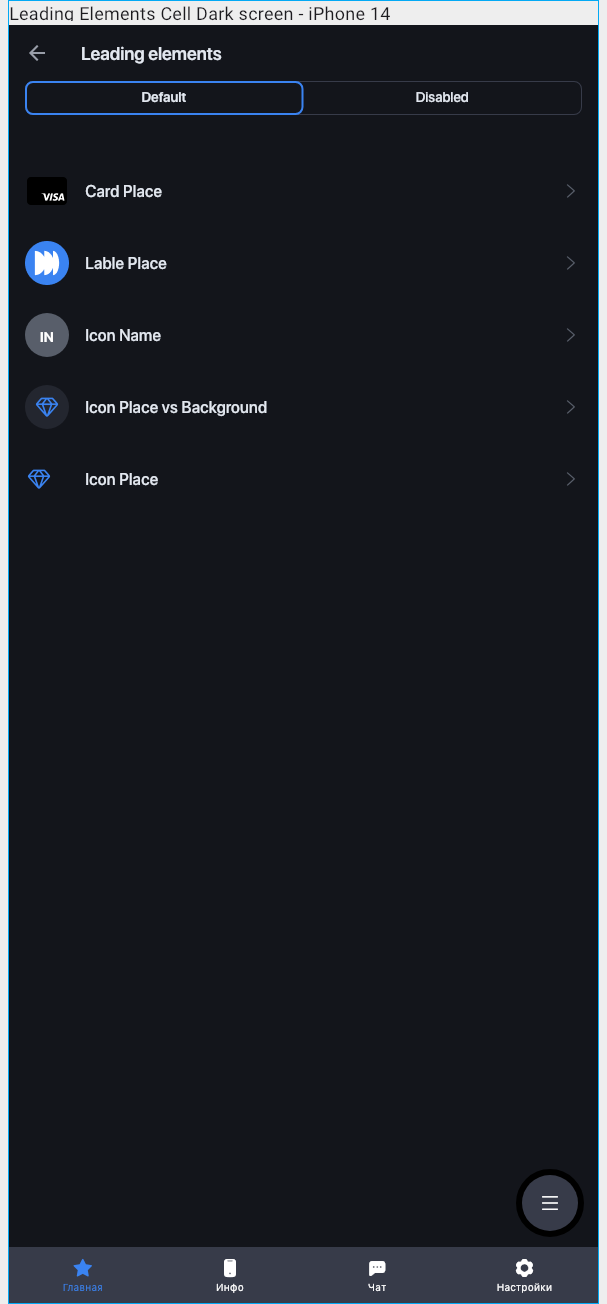 Leading Elements Cell Dark screen - iPhone 14
Leading elements
Default
Disabled
VISA
Card Place
Lable Place
IN
Icon Name
Icon Place vs Background
Icon Place
Главная
Инфо
Чат
Настройки